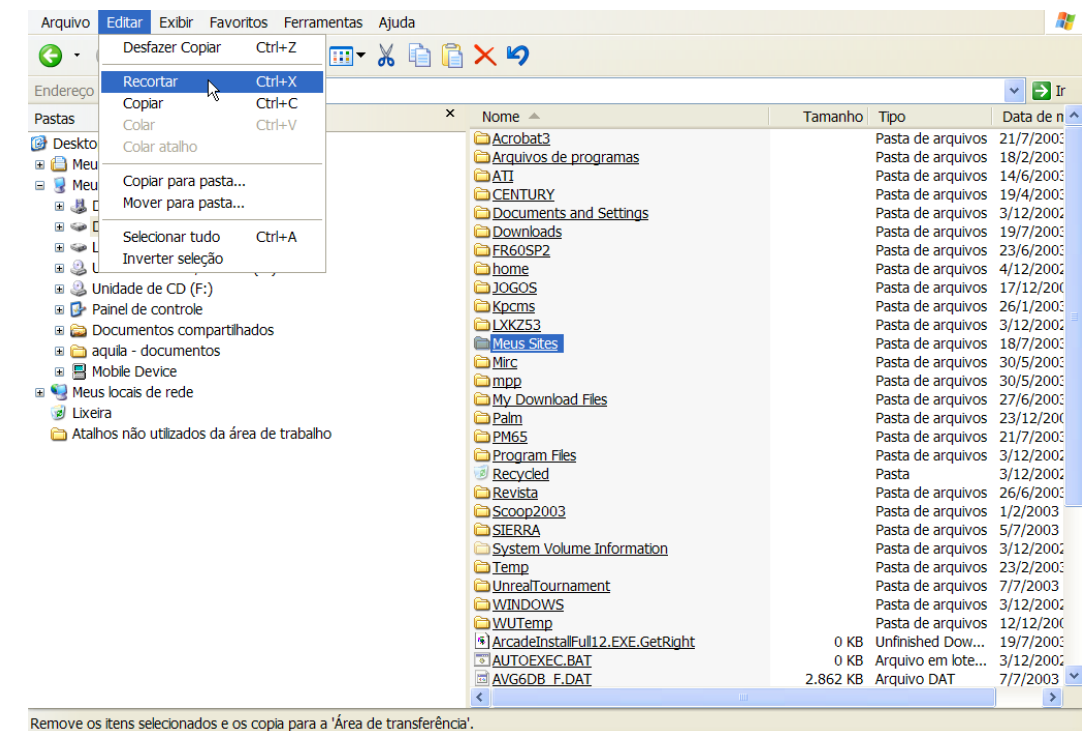 Arquivo Editar Exibir Favoritos Ferramentas Ajuda
Desfazer Copiar Ctrl+Z
Recortar Ctrl+X
Copiar Ctrl+C
Colar Ctrl+V
Colar atalho
Copiar para pasta...
Mover para pasta...
Selecionar tudo Ctrl+A
Inverter seleção
Endereço Ir
Pastas ×
Deskto
Meu
Meu
D
D
L
U
Unidade de CD (F:)
Painel de controle
Documentos compartilhados
aquila - documentos
Mobile Device
Meus locais de rede
Lixeira
Atalhos não utilizados da área de trabalho
Nome Tamanho Tipo Data de n
Acrobat3 Pasta de arquivos 21/7/2003
Arquivos de programas Pasta de arquivos 18/2/2003
ATI Pasta de arquivos 14/6/2003
CENTURY Pasta de arquivos 19/4/2003
Documents and Settings Pasta de arquivos 3/12/2002
Downloads Pasta de arquivos 19/7/2003
FR60SP2 Pasta de arquivos 23/6/2003
home Pasta de arquivos 4/12/2002
JOGOS Pasta de arquivos 17/12/200
Kpcms Pasta de arquivos 26/1/2003
LXKZ53 Pasta de arquivos 3/12/2002
Meus Sites Pasta de arquivos 18/7/2003
Mirc Pasta de arquivos 30/5/2003
mpp Pasta de arquivos 30/5/2003
My Download Files Pasta de arquivos 27/6/2003
Palm Pasta de arquivos 23/12/200
PM65 Pasta de arquivos 21/7/2003
Program Files Pasta de arquivos 3/12/2002
Recycled Pasta 3/12/2002
Revista Pasta de arquivos 26/6/2003
Scoop2003 Pasta de arquivos 1/2/2003
SIERRA Pasta de arquivos 5/7/2003
System Volume Information Pasta de arquivos 3/12/2002
Temp Pasta de arquivos 23/2/2003
UnrealTournament Pasta de arquivos 7/7/2003
WINDOWS Pasta de arquivos 3/12/2002
WUTemp Pasta de arquivos 12/12/200
ArcadeInstallFull12.EXE.GetRight 0 KB Unfinished Dow... 19/7/2003
AUTOEXEC.BAT 0 KB Arquivo em lote... 3/12/2002
AVG6DB_F.DAT 2.862 KB Arquivo DAT 7/7/2003
Remove os itens selecionados e os copia para a 'Área de transferência'.